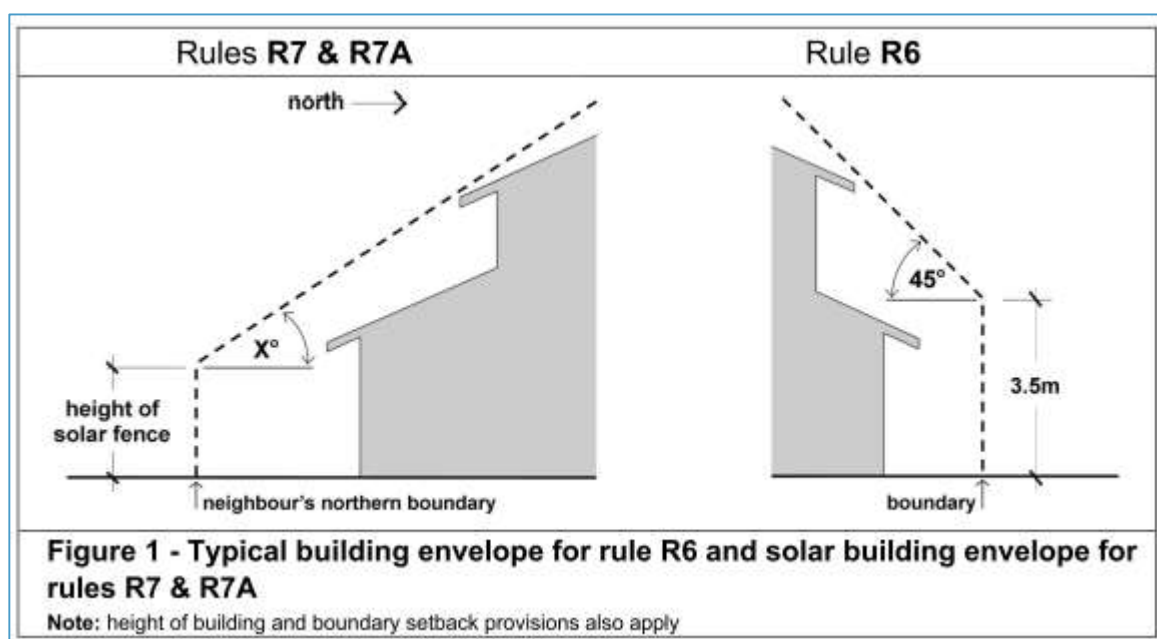 Rules R7 & R7A
Rule R6
north
X°
height of
solar fence
neighbour's northern boundary
45°
3.5m
boundary
Figure 1 - Typical building envelope for rule R6 and solar building envelope for
rules R7 & R7A
Note: height of building and boundary setback provisions also apply